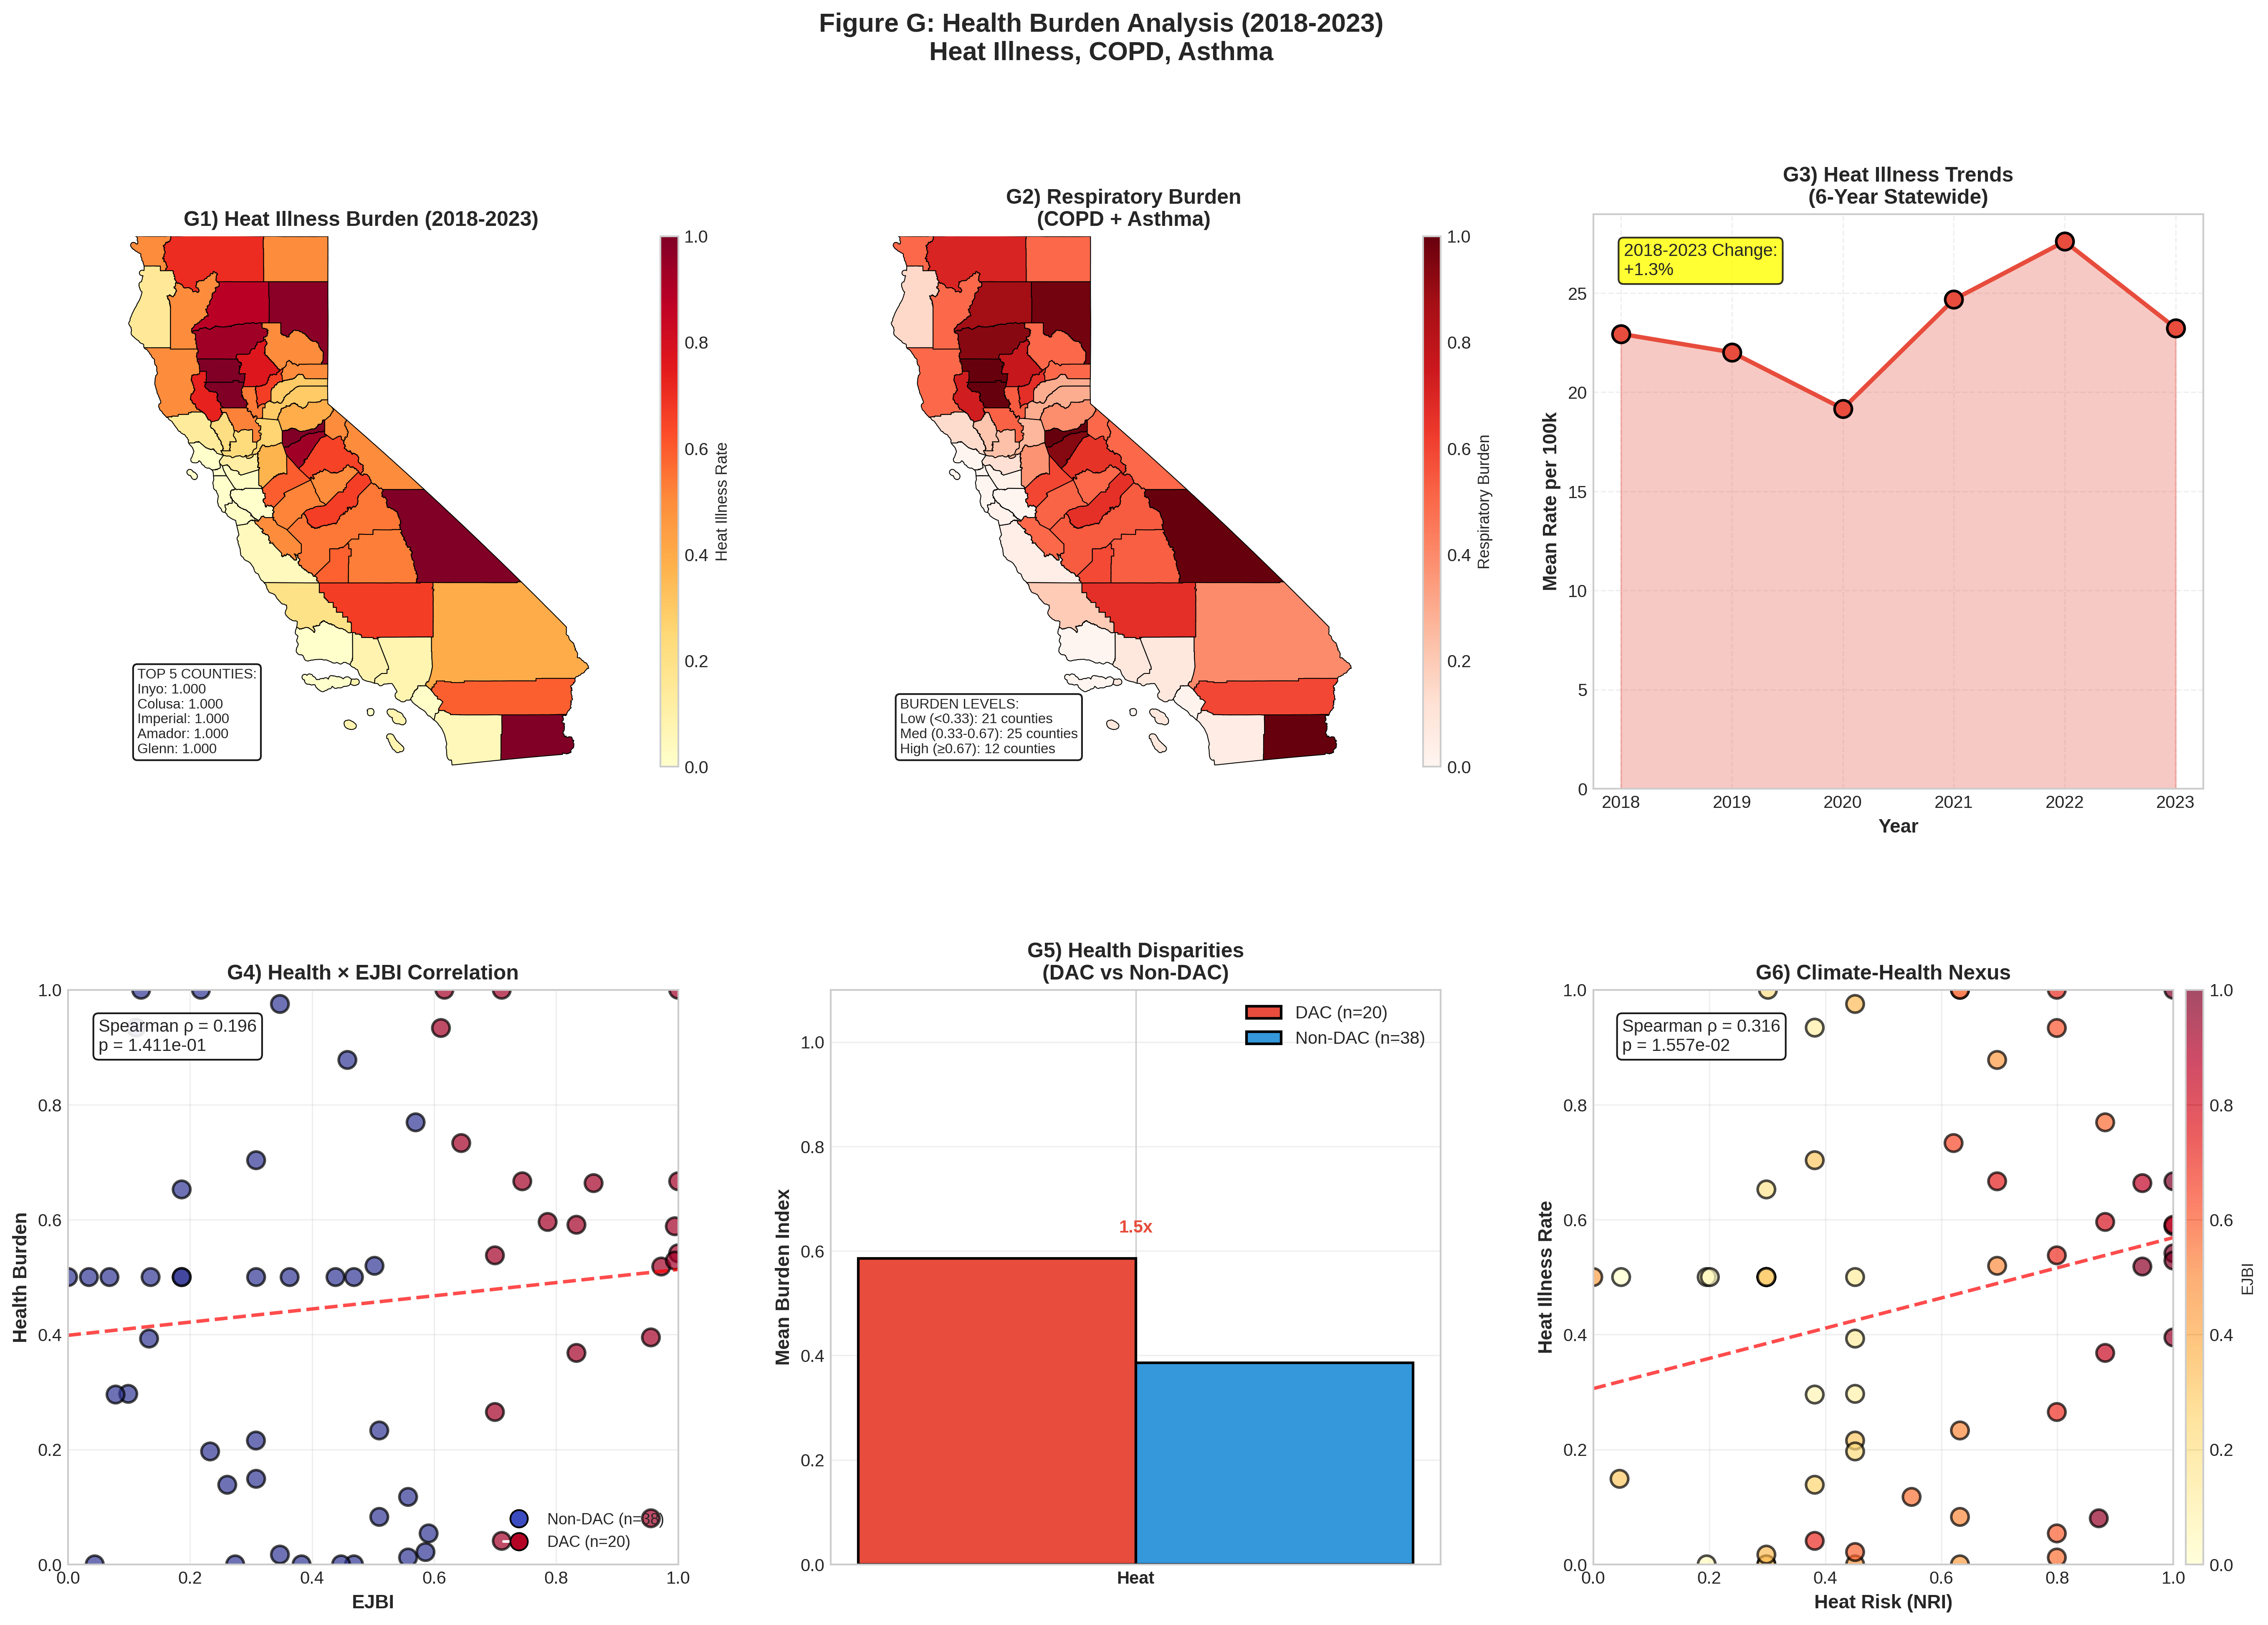 Figure G: Health Burden Analysis (2018-2023)
Heat Illness, COPD, Asthma
G1) Heat Illness Burden (2018-2023)
1.0
0.8
0.6
0.4
0.2
0.0
Heat Illness Rate
TOP 5 COUNTIES:
Inyo: 1.000
Colusa: 1.000
Imperial: 1.000
Amador: 1.000
Glenn: 1.000
G2) Respiratory Burden
(COPD + Asthma)
1.0
0.8
0.6
0.4
0.2
0.0
Respiratory Burden
BURDEN LEVELS:
Low (<0.33): 21 counties
Med (0.33-0.67): 25 counties
High (≥0.67): 12 counties
G3) Heat Illness Trends
(6-Year Statewide)
2018-2023 Change:
+1.3%
Mean Rate per 100k
25
20
15
10
5
0
2018 2019 2020 2021 2022 2023
Year
G4) Health × EJBI Correlation
Spearman ρ = 0.196
p = 1.411e-01
Health Burden
1.0
0.8
0.6
0.4
0.2
0.0
0.0 0.2 0.4 0.6 0.8 1.0
EJBI
Non-DAC (n=38)
DAC (n=20)
G5) Health Disparities
(DAC vs Non-DAC)
DAC (n=20)
Non-DAC (n=38)
Mean Burden Index
1.0
0.8
0.6
0.4
0.2
0.0
1.5x
Heat
G6) Climate-Health Nexus
Spearman ρ = 0.316
p = 1.557e-02
Heat Illness Rate
1.0
0.8
0.6
0.4
0.2
0.0
0.0 0.2 0.4 0.6 0.8 1.0
Heat Risk (NRI)
1.0
0.8
0.6
0.4
0.2
0.0
EJBI